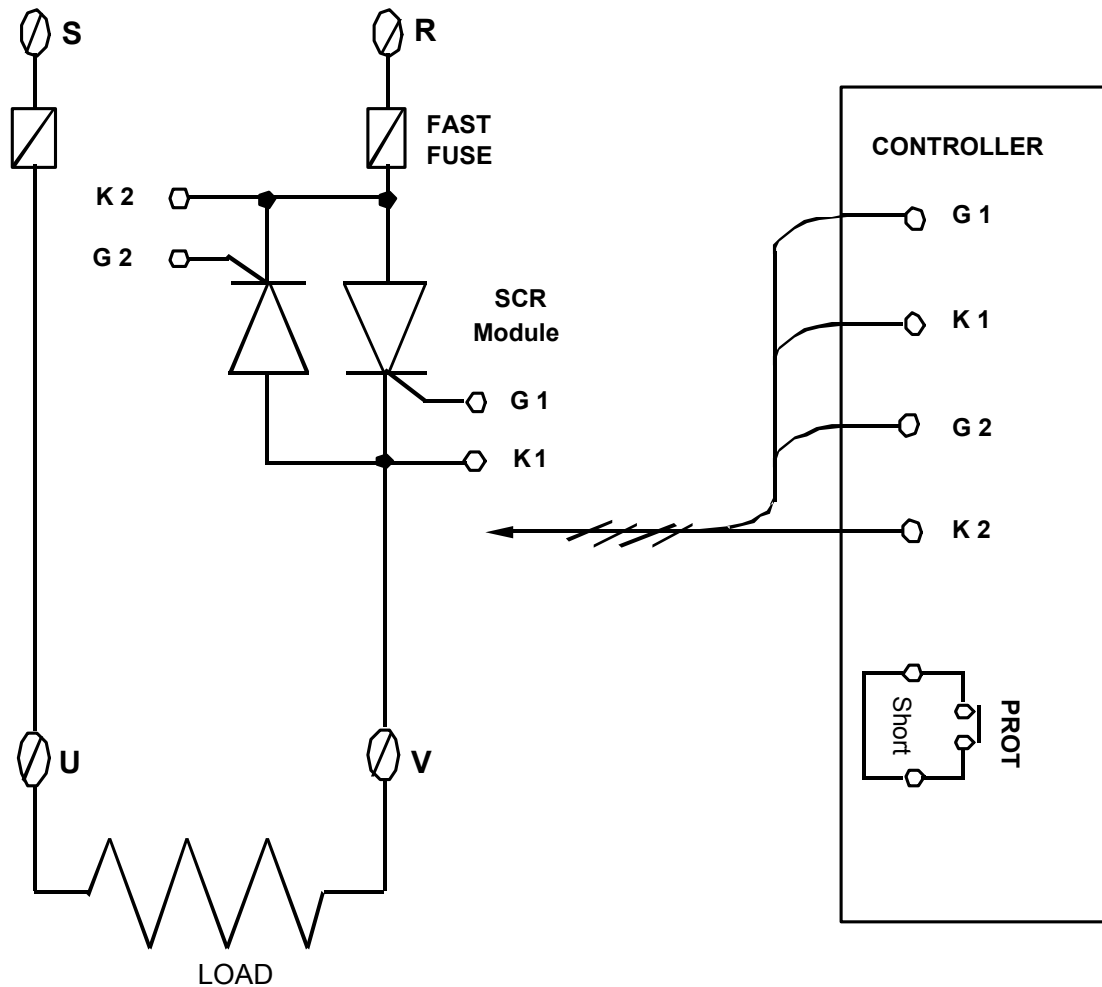 S
R
FAST
FUSE
CONTROLLER
K 2
G 1
G 2
SCR
Module
K 1
G 1
G 2
K1
K 2
Short
PROT
U
V
LOAD